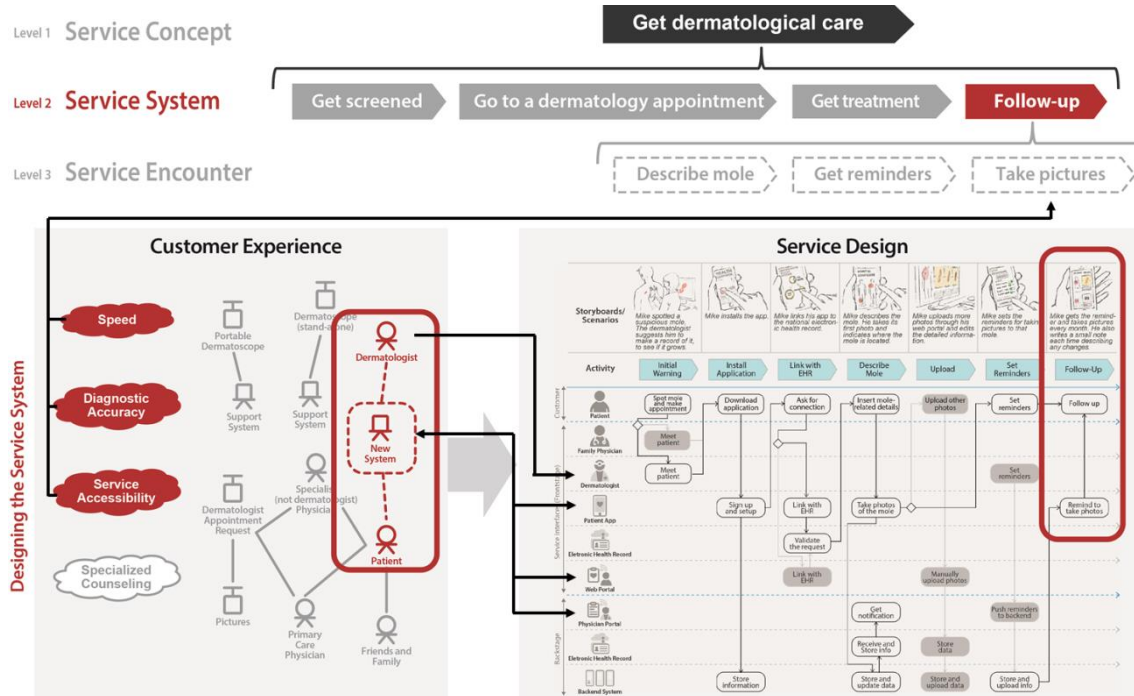 Level 1 Service Concept
Get dermatological care
Level 2 Service System
Get screened
Go to a dermatology appointment
Get treatment
Follow-up
Level 3 Service Encounter
Describe mole
Get reminders
Take pictures
Designing the Service System
Customer Experience
Speed
Diagnostic
Accuracy
Service
Accessibility
Specialized
Counseling
Portable
Dermatoscope
Dermatoscope
(stand-alone)
Support
System
Support
System
Dermatologist
New
System
Patient
Dermatologist
Appointment
Request
Specialist
(not dermatologist)
Physician
Pictures
Primary
Care
Physician
Friends and
Family
Service Design
Storyboards/
Scenarios
Mike spotted a
suspicious mole.
The dermatologist
suggests him to
make a record of it,
to see if it grows.
Mike installs the app.
Mike links his app to
the national electron-
ic health record.
Mike describes the
mole. He takes its
first photo and
indicates where the
mole is located.
Mike uploads more
photos through his
web portal and edits
the detailed informa-
tion.
Mike sets the
reminders for taking
pictures to that
mole.
Mike gets the remind-
er and takes pictures
every month. He also
writes a small note
each time describing
any changes.
Activity
Initial
Warning
Install
Application
Link with
EHR
Describe
Mole
Upload
Set
Reminders
Follow-Up
Customer
Patient
Spot mole
and make
appointment
Download
application
Ask for
connection
Insert mole-
related details
Upload other
photos
Set
reminders
Follow up
Service Interface (Frontstage)
Family Physician
Meet
patient
Dermatologist
Meet
patient
Set
reminders
Patient App
Sign up
and setup
Link with
EHR
Take photos
of the mole
Remind to
take photos
Eletronic Health Record
Validate
the request
Web Portal
Link with
EHR
Manually
upload photos
Backstage
Physician Portal
Get
notification
Push reminders
to backend
Eletronic Health Record
Receive and
Store info
Store
data
Backend System
Store
information
Store and
update data
Store and
upload data
Store and
upload info